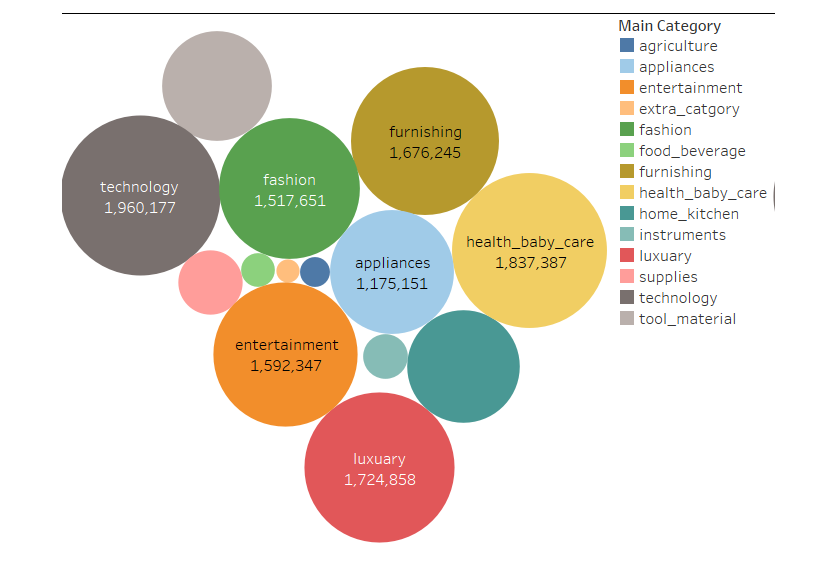 Main Category
agriculture
appliances
entertainment
extra_catgory
fashion
food_beverage
furnishing
health_baby_care
home_kitchen
instruments
luxuary
supplies
technology
tool_material
furnishing
1,676,245
technology
1,960,177
fashion
1,517,651
health_baby_care
1,837,387
appliances
1,175,151
entertainment
1,592,347
luxuary
1,724,858